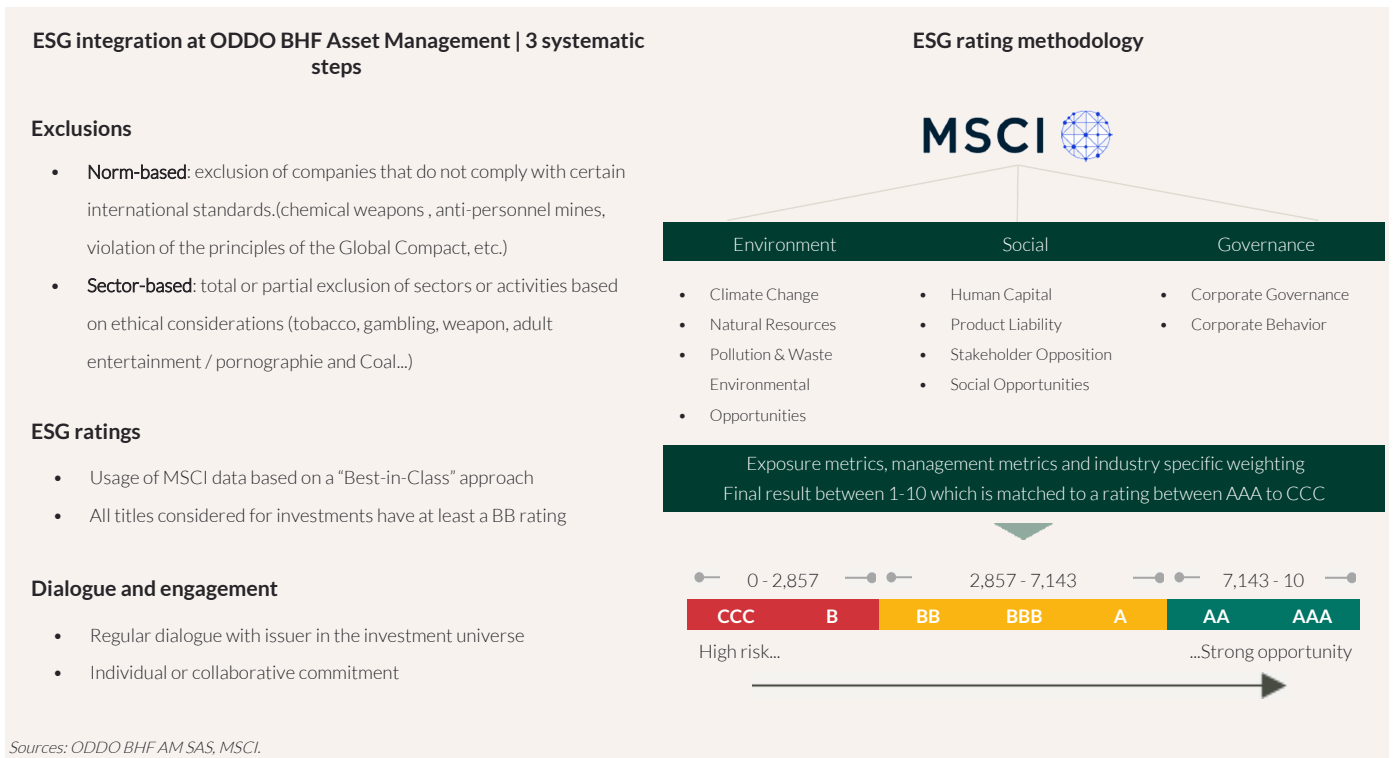 ESG integration at ODDO BHF Asset Management | 3 systematic
steps
Exclusions
• Norm-based: exclusion of companies that do not comply with certain
international standards.(chemical weapons , anti-personnel mines,
violation of the principles of the Global Compact, etc.)
• Sector-based: total or partial exclusion of sectors or activities based
on ethical considerations (tobacco, gambling, weapon, adult
entertainment / pornographie and Coal...)
ESG ratings
• Usage of MSCI data based on a “Best-in-Class” approach
• All titles considered for investments have at least a BB rating
Dialogue and engagement
• Regular dialogue with issuer in the investment universe
• Individual or collaborative commitment
ESG rating methodology
MSCI
Environment
• Climate Change
• Natural Resources
• Pollution & Waste
Environmental
• Opportunities
Social
• Human Capital
• Product Liability
• Stakeholder Opposition
• Social Opportunities
Governance
• Corporate Governance
• Corporate Behavior
Exposure metrics, management metrics and industry specific weighting
Final result between 1-10 which is matched to a rating between AAA to CCC
0 - 2,857 2,857 - 7,143 7,143 - 10
CCC B BB BBB A AA AAA
High risk... ...Strong opportunity
Sources: ODDO BHF AM SAS, MSCI.